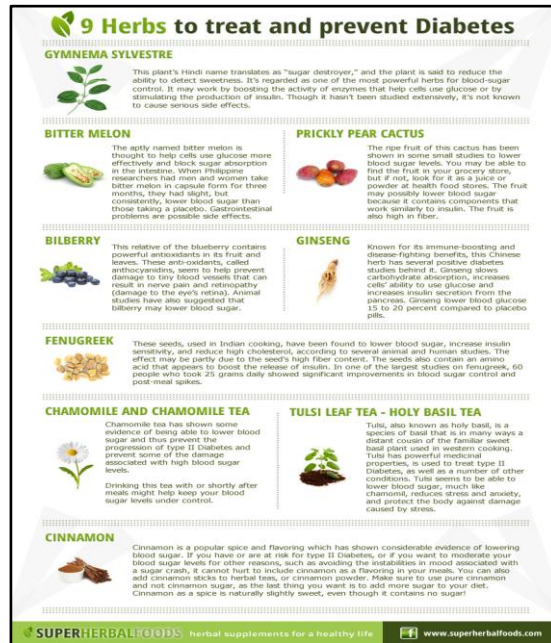 9 Herbs to treat and prevent Diabetes
GYMNEMA SYLVESTRE
This plant's Hindi name translates as "sugar destroyer," and the plant is said to reduce the
ability to detect sweetness. It's regarded as one of the most powerful herbs for blood-sugar
control. It may work by boosting the activity of enzymes that help cells use glucose or by
stimulating the production of insulin. Though it hasn't been studied extensively, it's not known
to cause serious side effects.
BITTER MELON
The aptly named bitter melon is
thought to help cells use glucose more
effectively and block sugar absorption
in the intestine. When Philippine
researchers had men and women take
bitter melon in capsule form for three
months, they had slight, but
consistently, lower blood sugar than
those taking a placebo. Gastrointestinal
problems are possible side effects.
PRICKLY PEAR CACTUS
The ripe fruit of this cactus has been
shown in some small studies to lower
blood sugar levels. You may be able to
find the fruit in your grocery store,
but if not, look for it as a juice or
powder at health food stores. The fruit
may possibly lower blood sugar
because it contains components that
work similarly to insulin. The fruit is
also high in fiber.
BILBERRY
This relative of the blueberry contains
powerful antioxidants in its fruit and
leaves. These anti-oxidants, called
anthocyanidins, seem to help prevent
damage to tiny blood vessels that can
result in nerve pain and retinopathy
(damage to the eye's retina). Animal
studies have also suggested that
bilberry may lower blood sugar.
GINSENG
Known for its immune-boosting and
disease-fighting benefits, this Chinese
herb has several positive diabetes
studies behind it. Ginseng slows
carbohydrate absorption, increases
cells' ability to use glucose and
increases insulin secretion from the
pancreas. Ginseng lower blood glucose
15 to 20 percent compared to placebo
pills.
FENUGREEK
These seeds, used in Indian cooking, have been found to lower blood sugar, increase insulin
sensitivity, and reduce high cholesterol, according to several animal and human studies. The
effect may be partly due to the seed's high fiber content. The seeds also contain an amino
acid that appears to boost the release of insulin. In one of the largest studies on fenugreek, 60
people who took 25 grams daily showed significant improvements in blood sugar control and
post-meal spikes.
CHAMOMILE AND CHAMOMILE TEA
Chamomile tea has shown some
evidence of being able to lower blood
sugar and thus prevent the
progression of type II Diabetes and
prevent some of the damage
associated with high blood sugar
levels.
Drinking this tea with or shortly after
meals might help keep your blood
sugar levels under control.
TULSI LEAF TEA – HOLY BASIL TEA
Tulsi, also known as holy basil, is a
species of basil that is in many ways a
distant cousin of the familiar sweet
basil plant used in western cooking.
Tulsi has powerful medicinal
properties, is used to treat type II
Diabetes, as well as a number of other
conditions. Tulsi seems to be able to
lower blood sugar, much like
chamomil, reduces stress and anxiety,
and protect the body against damage
caused by stress.
CINNAMON
Cinnamon is a popular spice and flavoring which has shown considerable evidence of lowering
blood sugar. If you have or are at risk for type II Diabetes, or if you want to moderate your
blood sugar levels for other reasons, such as avoiding the instabilities in mood associated with
a sugar crash, it cannot hurt to include cinnamon as a flavoring in your meals. You can also
add cinnamon sticks to herbal teas, or cinnamon powder. Make sure to use pure cinnamon
and not cinnamon sugar, as the last thing you want is to add more sugar to your diet.
Cinnamon as a spice is naturally slightly sweet, even though it contains no sugar!
SUPERHERBALFOODS herbal supplements for a healthy life www.superherbalfoods.com